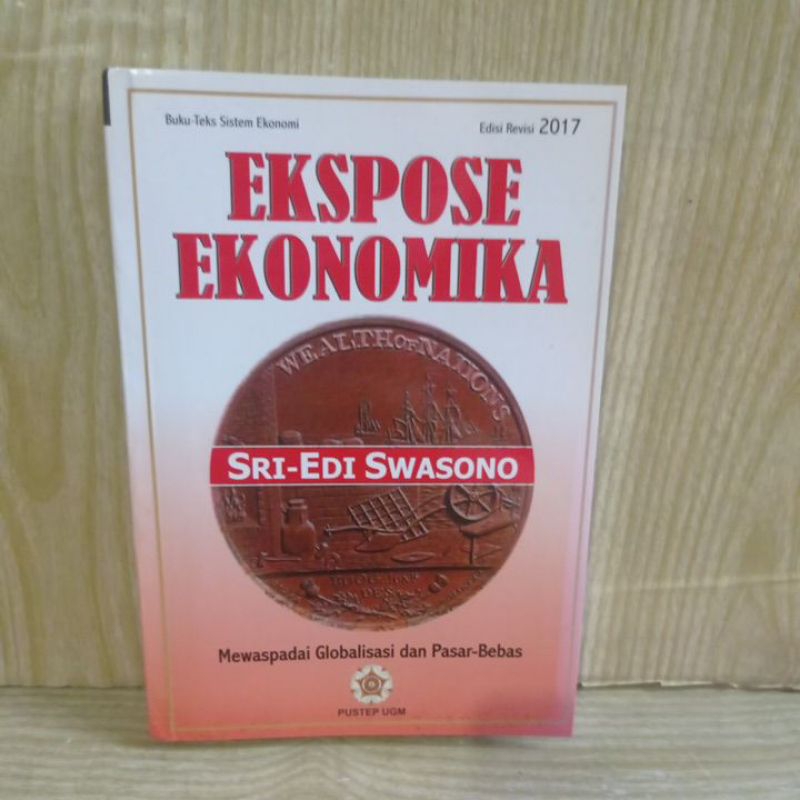 Buku-Teks Sistem Ekonomi
Edisi Revisi 2017
EKSPOSE
EKONOMIKA
WEALTH OF NATIONS
SRI-EDI SWASONO
Mewaspadai Globalisasi dan Pasar-Bebas
PUSTEP UGM